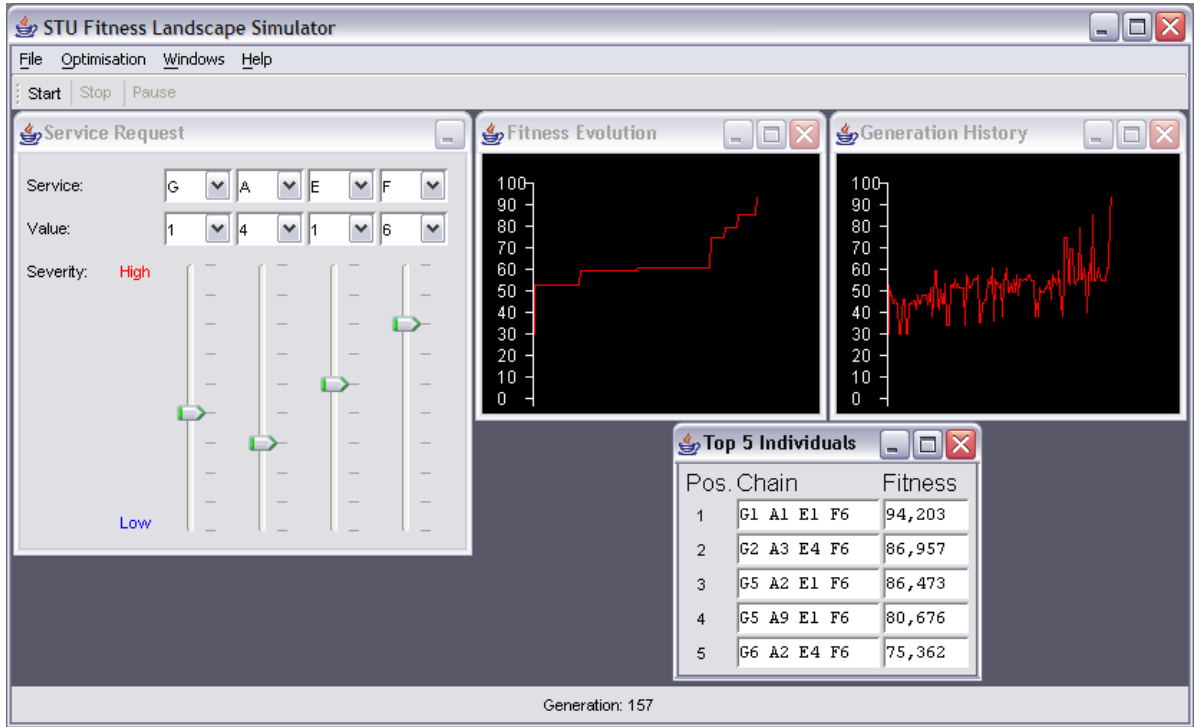 STU Fitness Landscape Simulator
File Optimisation Windows Help
Start Stop Pause
Service Request
Service: G A E F
Value: 1 4 1 6
Severity: High
Low
Fitness Evolution
100
90
80
70
60
50
40
30
20
10
0
Generation History
100
90
80
70
60
50
40
30
20
10
0
Top 5 Individuals
Pos. Chain Fitness
1 G1 A1 E1 F6 94,203
2 G2 A3 E4 F6 86,957
3 G5 A2 E1 F6 86,473
4 G5 A9 E1 F6 80,676
5 G6 A2 E4 F6 75,362
Generation: 157